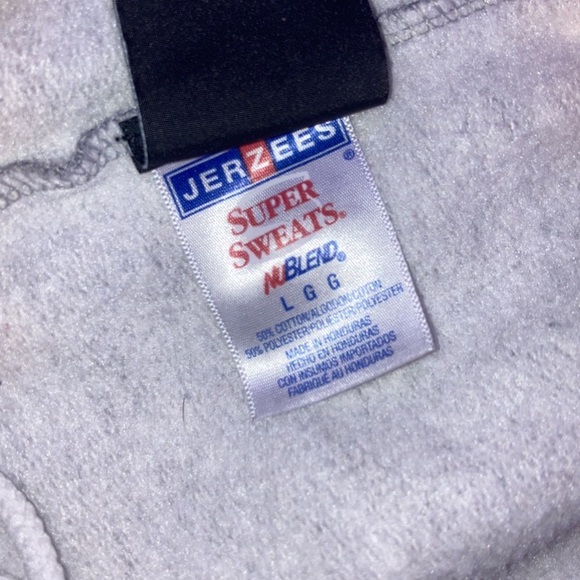 JERZEES®
SUPER
SWEATS®
NUBLEND®
L G G
50% COTTON/ALGODON/COTON
50% POLYESTER/POLIESTER/POLYESTER
MADE IN HONDURAS
HECHO EN HONDURAS
CON INSUMOS IMPORTADOS
FABRIQUÉ AU HONDURAS